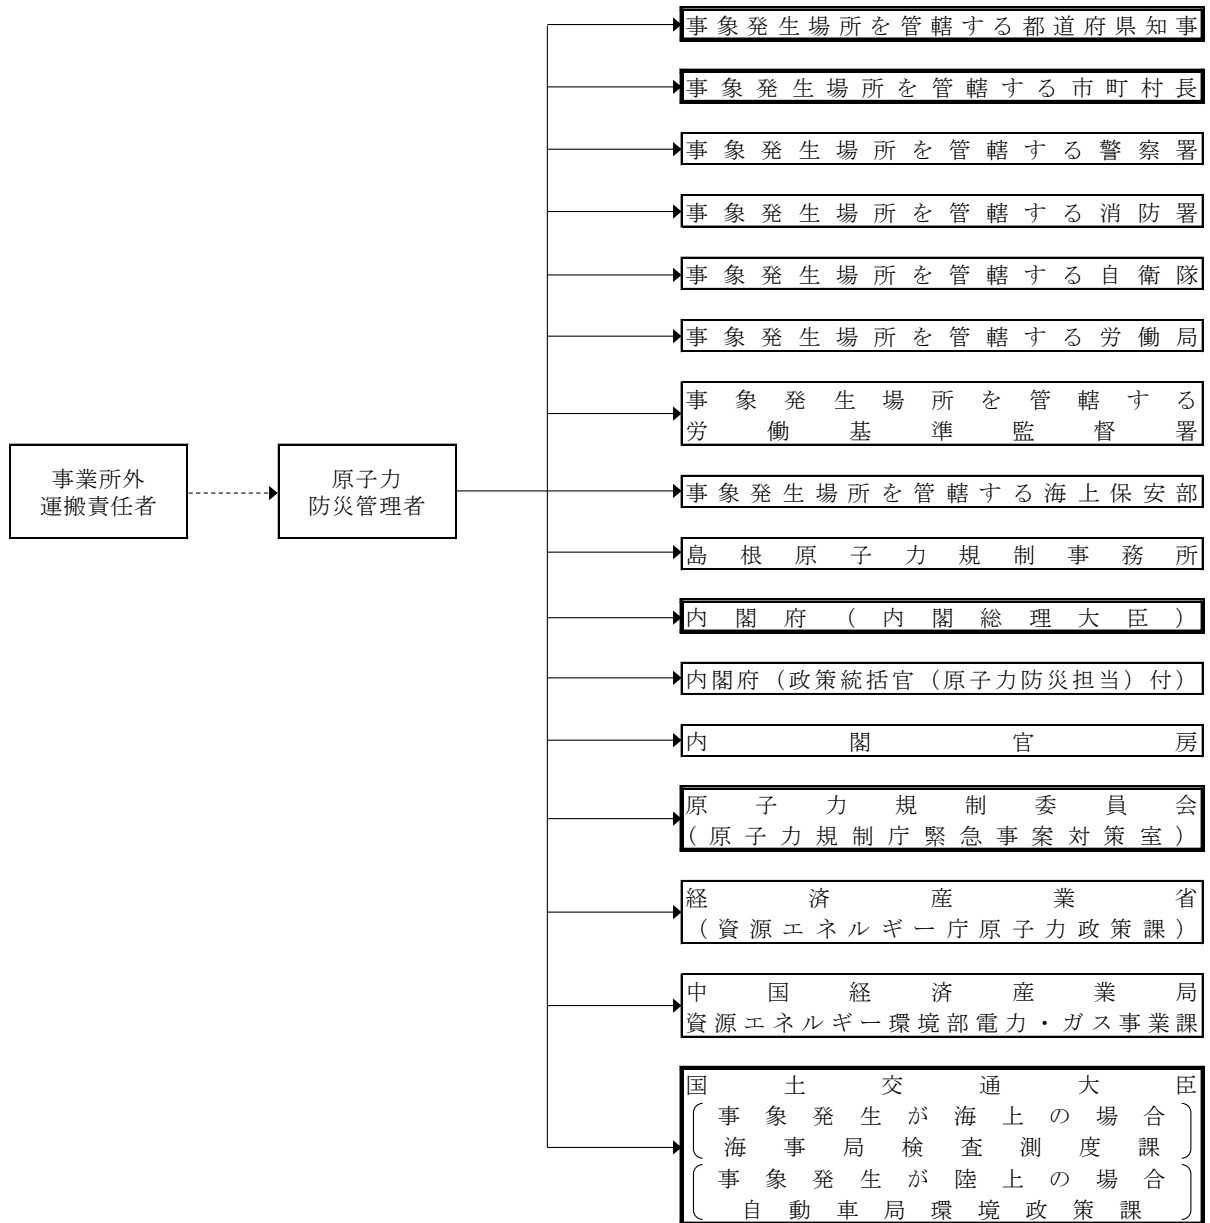 事象発生場所を管轄する都道府県知事
事象発生場所を管轄する市町村長
事象発生場所を管轄する警察署
事象発生場所を管轄する消防署
事象発生場所を管轄する自衛隊
事象発生場所を管轄する労働局
事象発生場所を管轄する
労働基準監督署
事業所外
運搬責任者
原子力
防災管理者
事象発生場所を管轄する海上保安部
島根原子力規制事務所
内閣府(内閣総理大臣)
内閣府(政策統括官(原子力防災担当)付)
内閣官房
原子力規制委員会
(原子力規制庁緊急事案対策室)
経済産業省
(資源エネルギー庁原子力政策課)
中国経済産業局
資源エネルギー環境部電力・ガス事業課
国土交通大臣
事象発生が海上の場合
海事局検査測度課
事象発生が陸上の場合
自動車局環境政策課